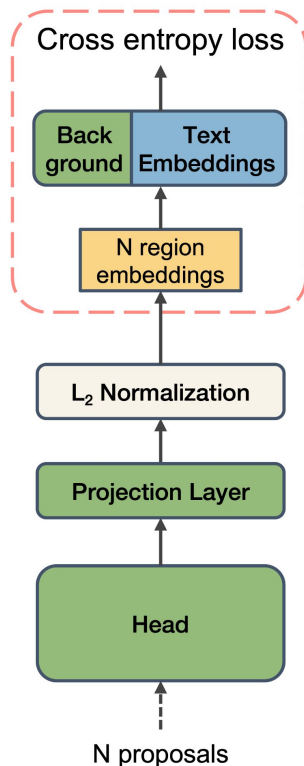 Cross entropy loss
Back
ground
Text
Embeddings
N region
embeddings
L₂ Normalization
Projection Layer
Head
N proposals